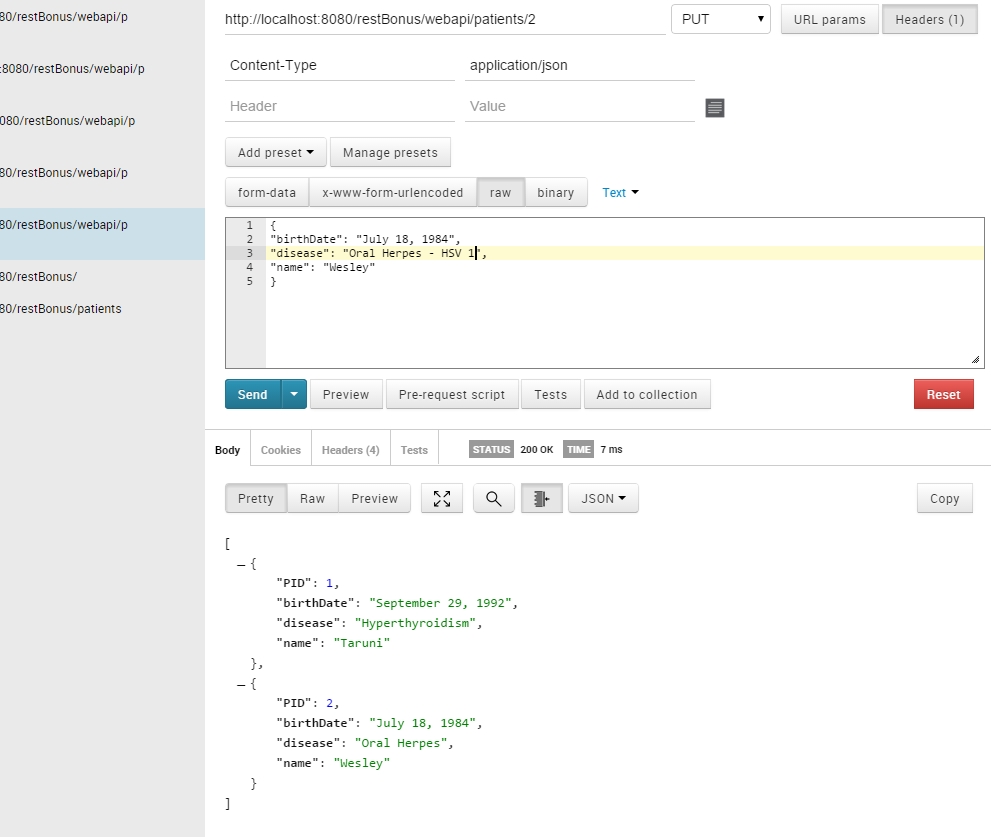 80/restBonus/webapi/p
:8080/restBonus/webapi/p
080/restBonus/webapi/p
80/restBonus/webapi/p
80/restBonus/webapi/p
80/restBonus/
80/restBonus/patients
http://localhost:8080/restBonus/webapi/patients/2 PUT URL params Headers (1)
Content-Type application/json
Header Value
Add preset Manage presets
form-data x-www-form-urlencoded raw binary Text
1 {
2 "birthDate": "July 18, 1984",
3 "disease": "Oral Herpes - HSV 1",
4 "name": "Wesley"
5 }
Send Preview Pre-request script Tests Add to collection Reset
Body Cookies Headers (4) Tests STATUS 200 OK TIME 7 ms
Pretty Raw Preview JSON Copy
[
{
"PID": 1,
"birthDate": "September 29, 1992",
"disease": "Hyperthyroidism",
"name": "Taruni"
},
{
"PID": 2,
"birthDate": "July 18, 1984",
"disease": "Oral Herpes",
"name": "Wesley"
}
]